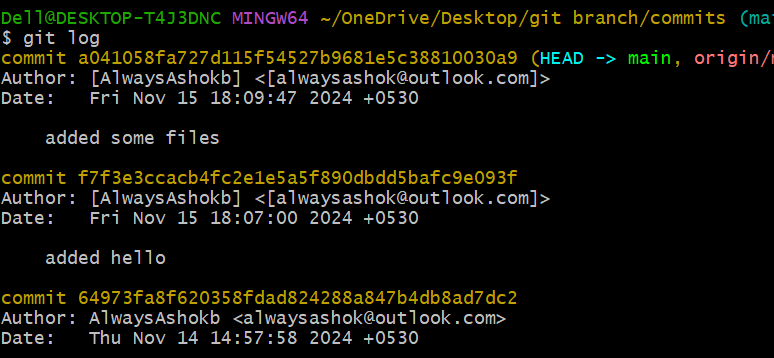 Dell@DESKTOP-T4J3DNC MINGW64 ~/OneDrive/Desktop/git branch/commits (ma
$ git log
commit a041058fa727d115f54527b9681e5c38810030a9 (HEAD -> main, origin/
Author: [AlwaysAshokb] <[alwaysashok@outlook.com]>
Date:   Fri Nov 15 18:09:47 2024 +0530
added some files
commit f7f3e3ccacb4fc2e1e5a5f890dbdd5bafc9e093f
Author: [AlwaysAshokb] <[alwaysashok@outlook.com]>
Date:   Fri Nov 15 18:07:00 2024 +0530
added hello
commit 64973fa8f620358fdad824288a847b4db8ad7dc2
Author: AlwaysAshokb <alwaysashok@outlook.com>
Date:   Thu Nov 14 14:57:58 2024 +0530